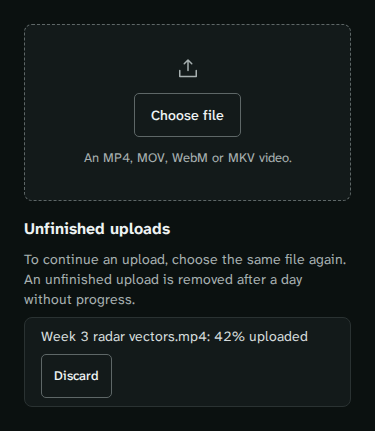 Choose file
An MP4, MOV, WebM or MKV video.
Unfinished uploads
To continue an upload, choose the same file again.
An unfinished upload is removed after a day
without progress.
Week 3 radar vectors.mp4: 42% uploaded
Discard